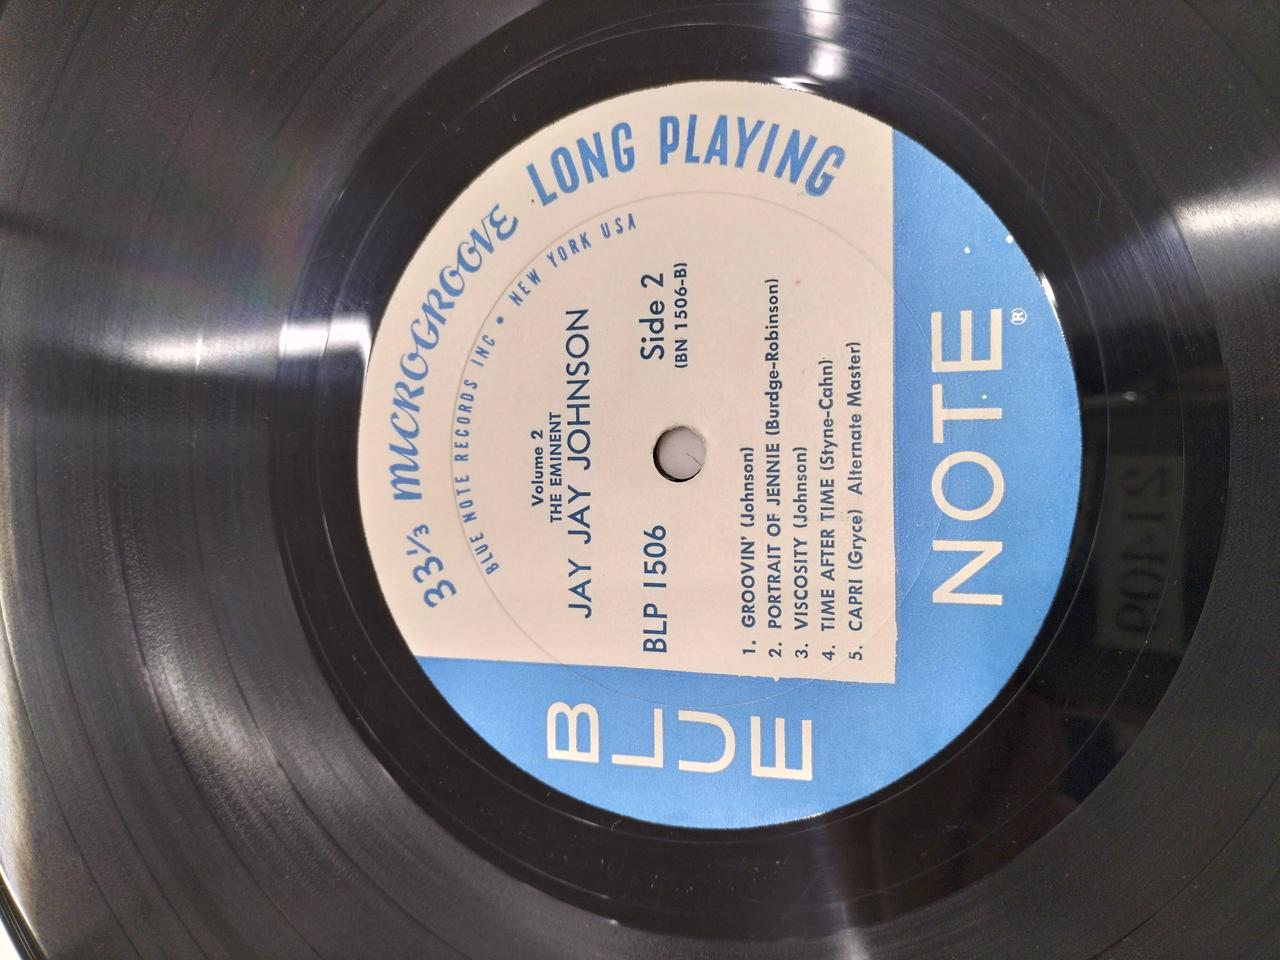 33⅓ MICROGROOVE LONG PLAYING
BLUE NOTE RECORDS INC • NEW YORK USA
Volume 2
THE EMINENT
JAY JAY JOHNSON
BLP 1506
Side 2
(BN 1506-B)
1. GROOVIN' (Johnson)
2. PORTRAIT OF JENNIE (Burdge-Robinson)
3. VISCOSITY (Johnson)
4. TIME AFTER TIME (Styne-Cahn)
5. CAPRI (Gryce) Alternate Master)
BLUE
NOTE®